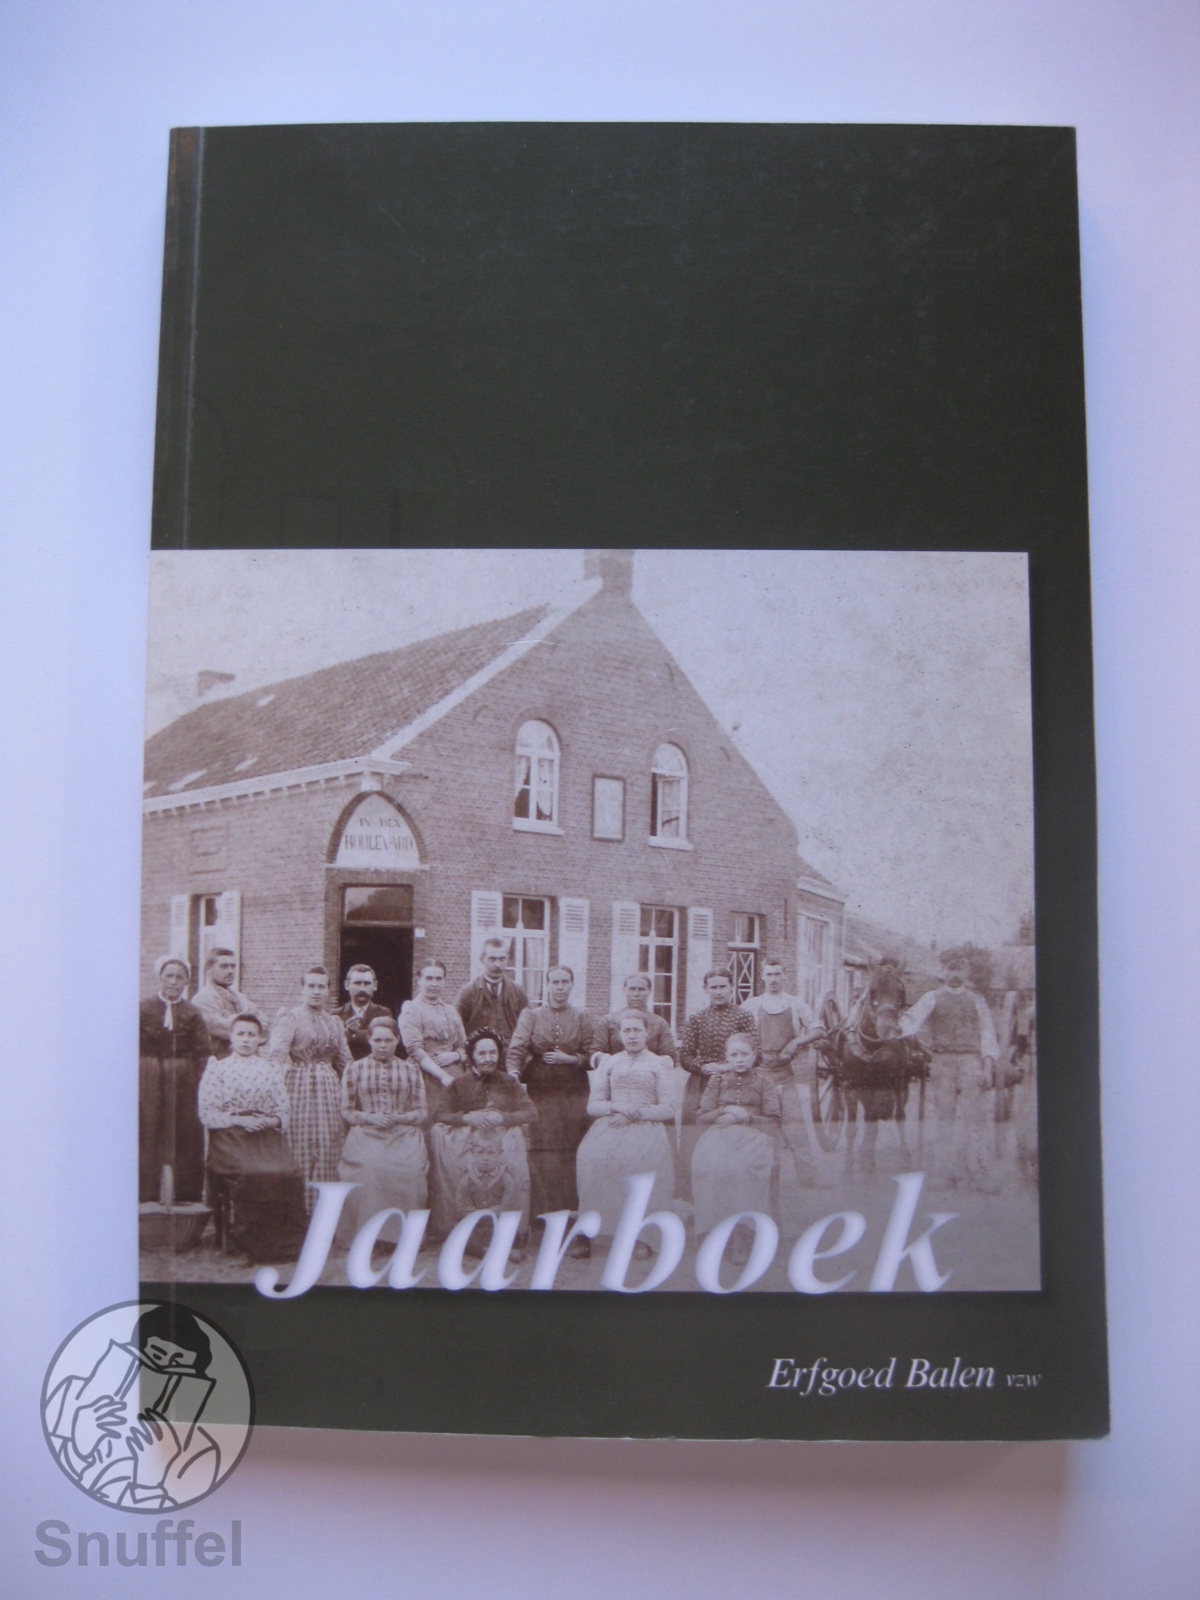 IN DEN
BOULEVARD
Jaarboek
Erfgoed Balen vzw
Snuffel